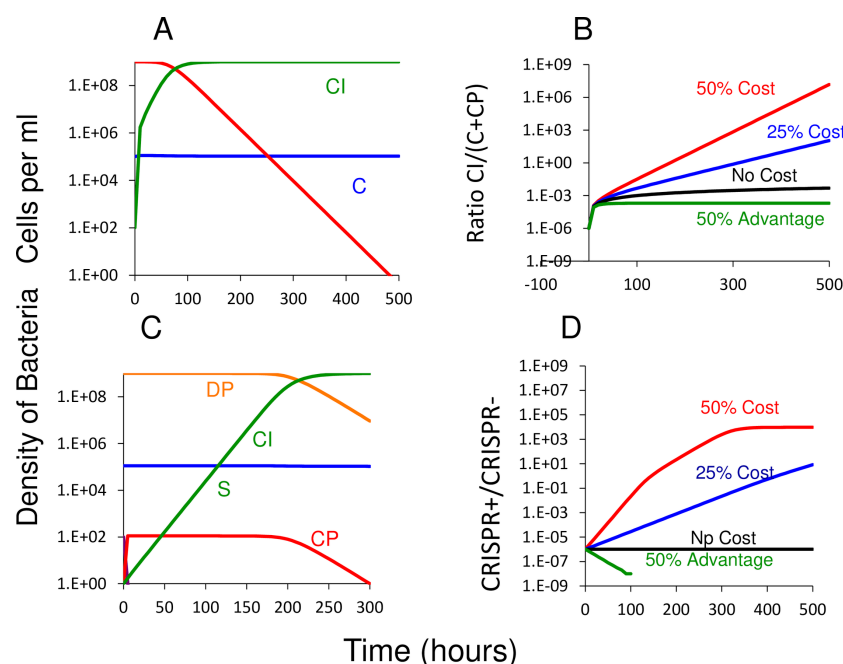 A
1.E+08
1.E+06
1.E+04
1.E+02
1.E+00
0 100 200 300 400 500
CI
C
B
1.E+09
1.E+06
1.E+03
1.E+00
1.E-03
1.E-06
1.E-09
-100 100 300 500
Ratio CI/(C+CP)
50% Cost
25% Cost
No Cost
50% Advantage
C
1.E+08
1.E+06
1.E+04
1.E+02
1.E+00
0 50 100 150 200 250 300
DP
CI
S
CP
D
1.E+09
1.E+07
1.E+05
1.E+03
1.E+01
1.E-01
1.E-03
1.E-05
1.E-07
1.E-09
0 100 200 300 400 500
CRISPR+/CRISPR-
50% Cost
25% Cost
Np Cost
50% Advantage
Density of Bacteria Cells per ml
Time (hours)